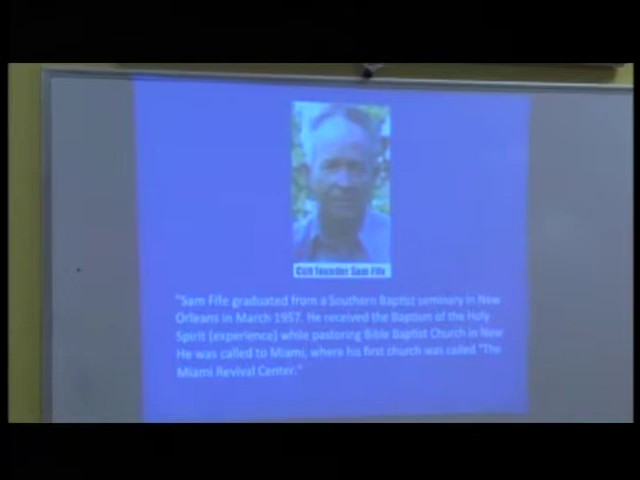 Cult founder Sam Fife
"Sam Fife graduated from a Southern Baptist seminary in New
Orleans in March 1957. He received the Baptism of the Holy
Spirit (experience) while pastoring Bible Baptist Church in New
He was called to Miami, where his first church was called "The
Miami Revival Center."